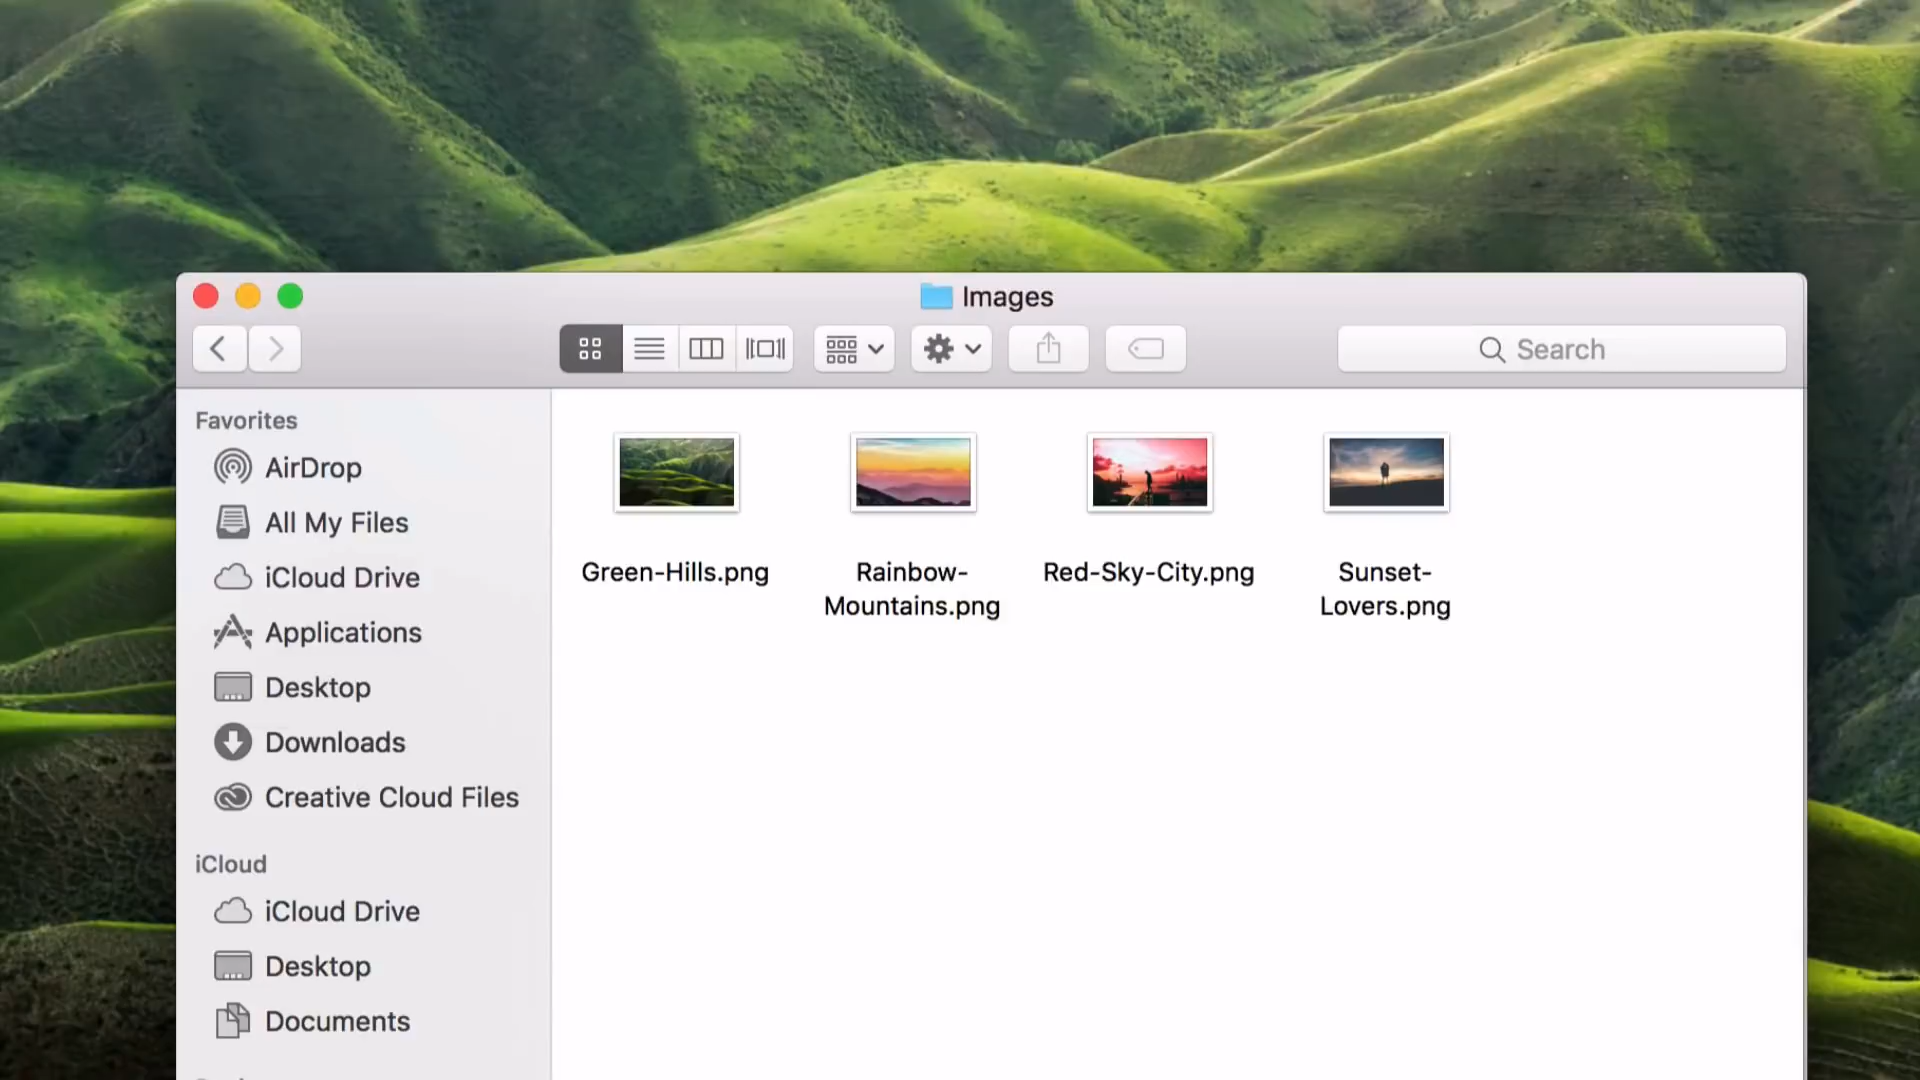 Images
Search
Favorites
AirDrop
All My Files
iCloud Drive
Applications
Desktop
Downloads
Creative Cloud Files
iCloud
iCloud Drive
Desktop
Documents
Green-Hills.png
Rainbow-
Mountains.png
Red-Sky-City.png
Sunset-
Lovers.png